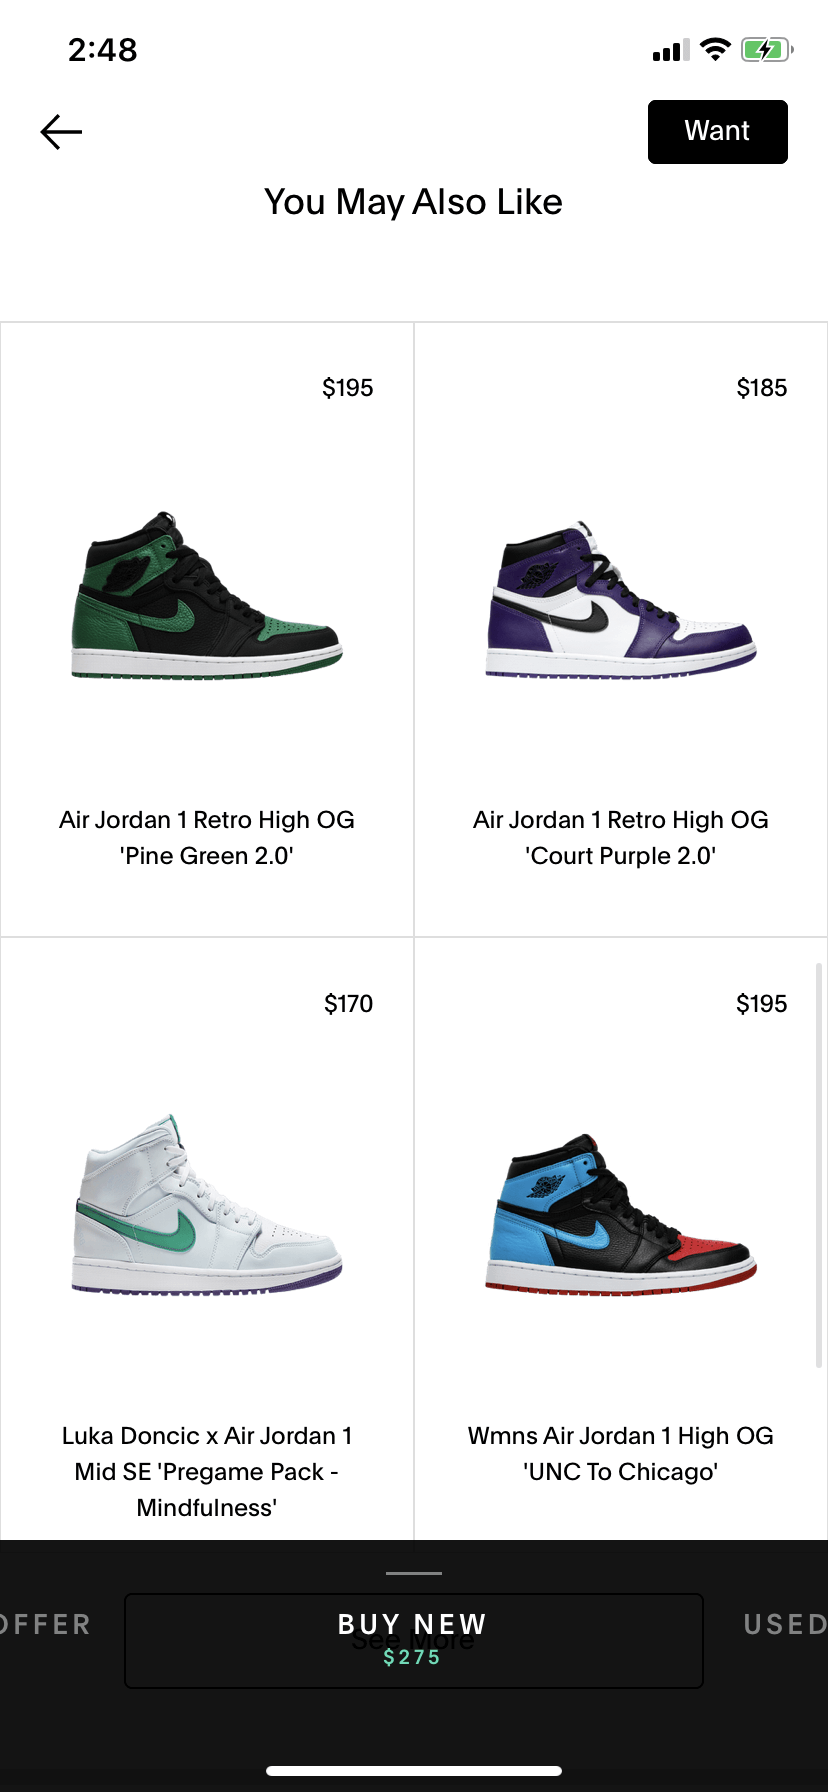 2:48
Want
You May Also Like
$195
$185
Air Jordan 1 Retro High OG
'Pine Green 2.0'
Air Jordan 1 Retro High OG
'Court Purple 2.0'
$170
$195
Luka Doncic x Air Jordan 1
Mid SE 'Pregame Pack -
Mindfulness'
Wmns Air Jordan 1 High OG
'UNC To Chicago'
OFFER
BUY NEW
USED
See More
$275